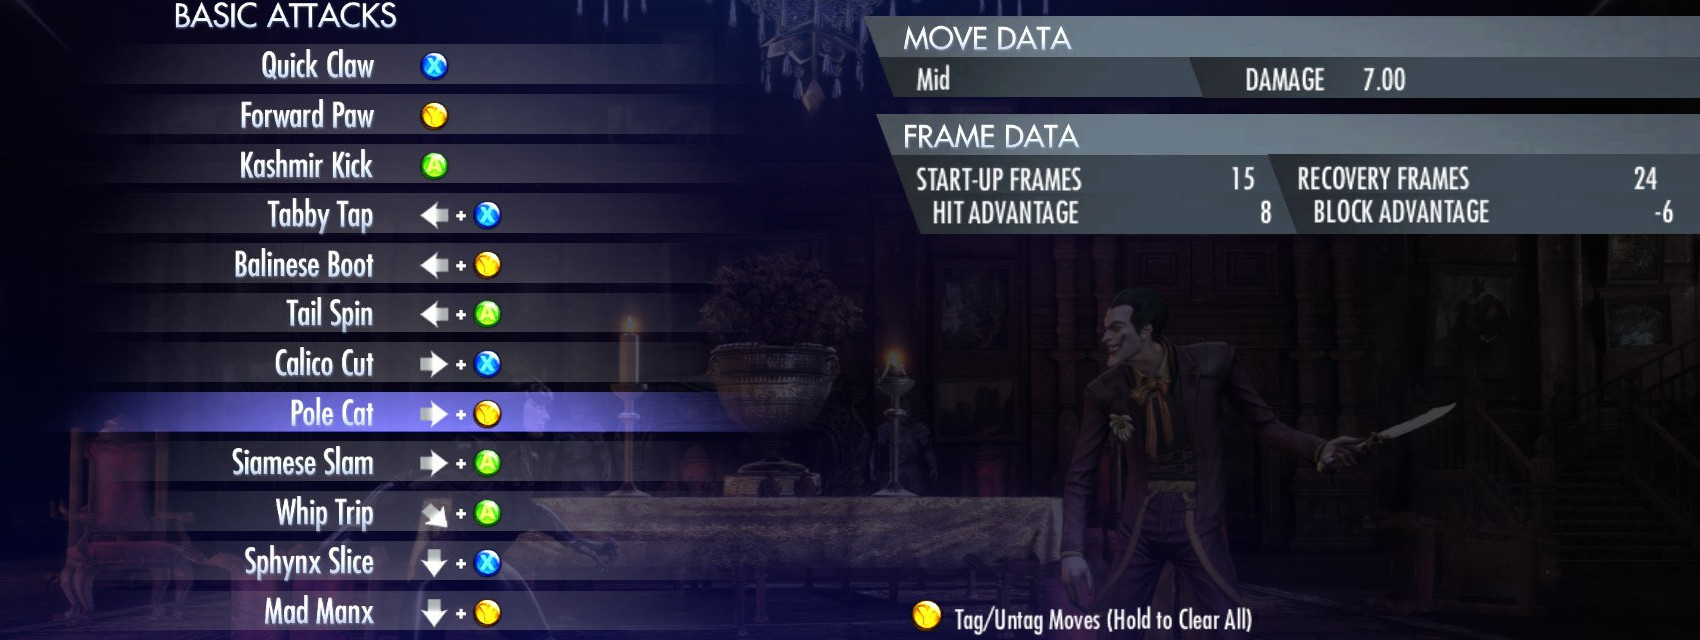 BASIC ATTACKS
Quick Claw X
Forward Paw Y
Kashmir Kick A
Tabby Tap + X
Balinese Boot + Y
Tail Spin + A
Calico Cut + X
Pole Cat + Y
Siamese Slam + A
Whip Trip + A
Sphynx Slice + X
Mad Manx + Y
MOVE DATA
Mid DAMAGE 7.00
FRAME DATA
START-UP FRAMES 15 RECOVERY FRAMES 24
HIT ADVANTAGE 8 BLOCK ADVANTAGE -6
Y Tag/Untag Moves (Hold to Clear All)